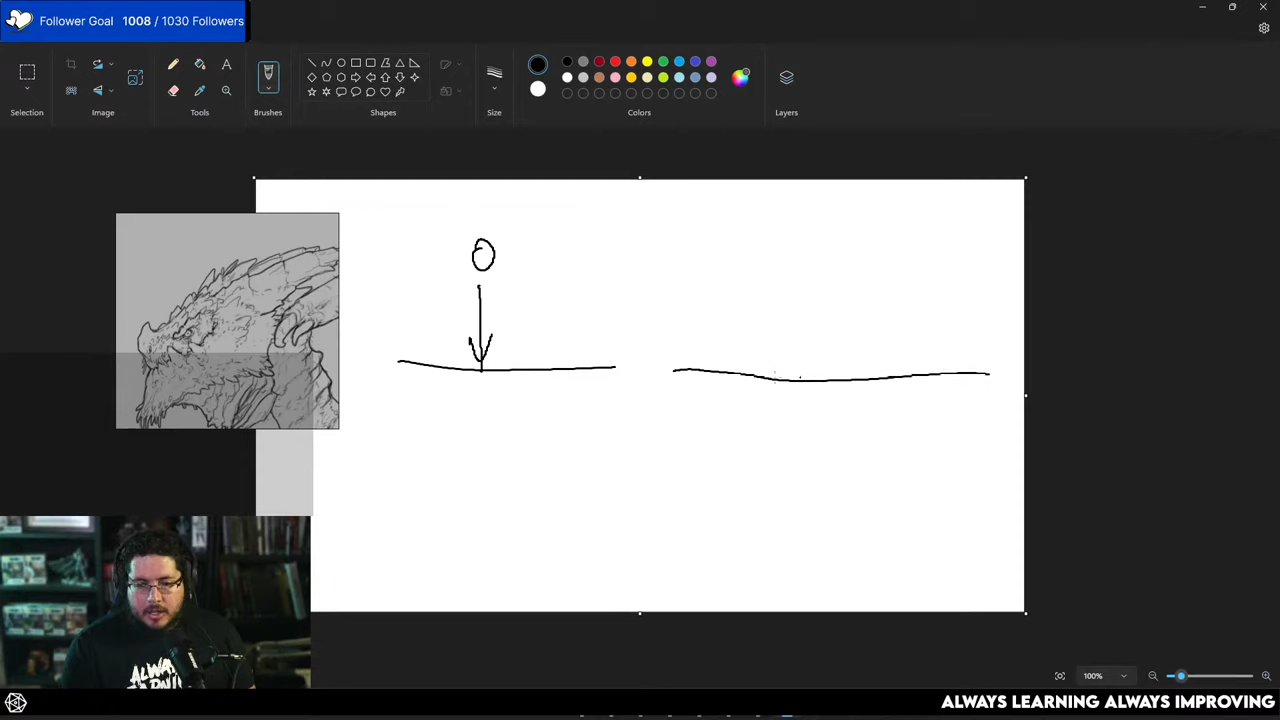 Follower Goal 1008 / 1030 Followers
Selection
Image
Tools
Brushes
Shapes
Size
Colors
Layers
100%
ALWAYS LEARNING ALWAYS IMPROVING